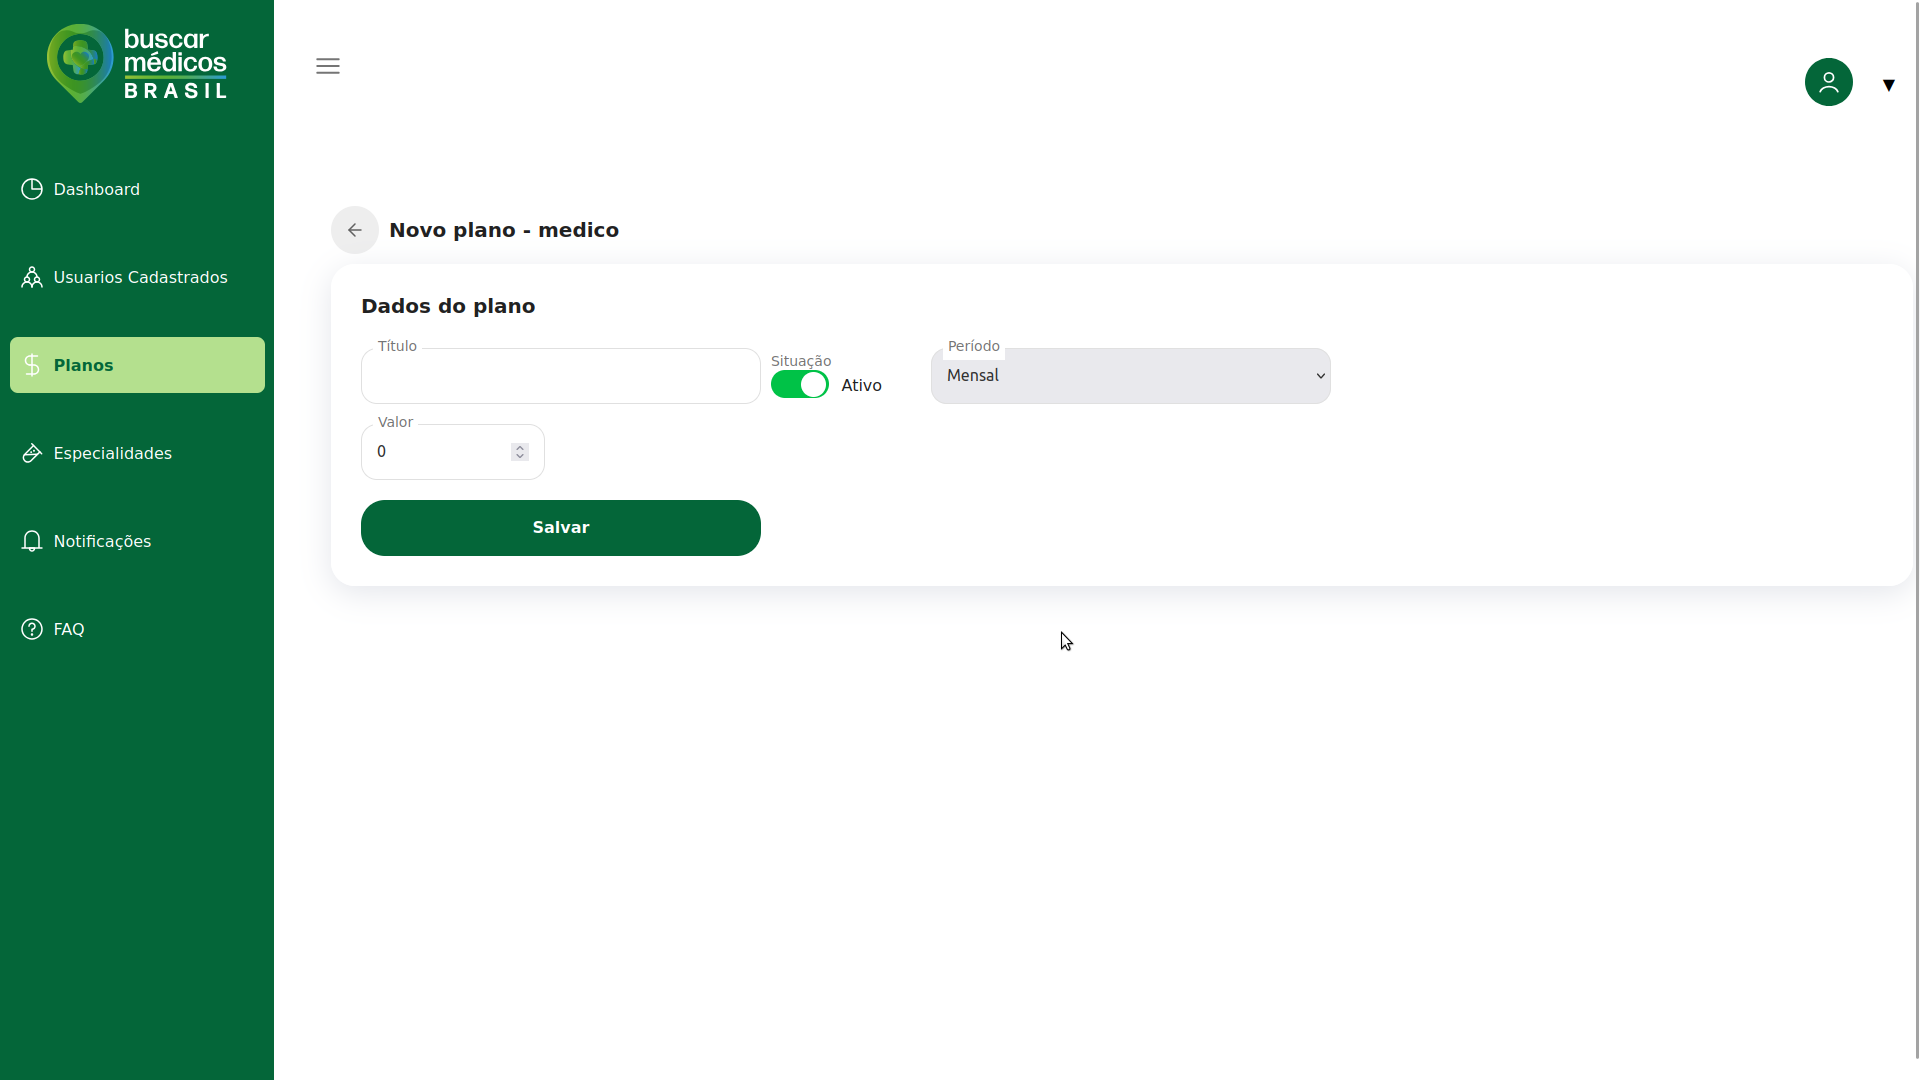 buscar
médicos
BRASIL
Dashboard
Usuarios Cadastrados
Planos
Especialidades
Notificações
FAQ
Novo plano - medico
Dados do plano
Título
Situação
Ativo
Período
Mensal
Valor
0
Salvar